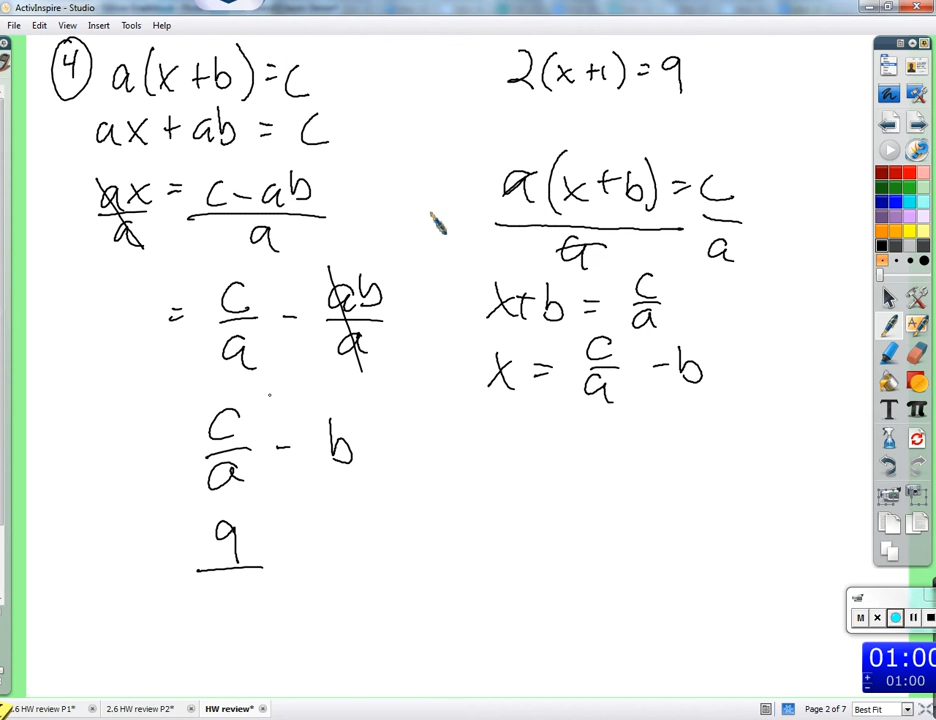 ActivInspire - Studio
File Edit View Insert Tools Help
④ a(x+b)=c
ax + ab = c
ax = c - ab
a a
= c/a - ab/a
c/a - b
9
2(x+1)=9
a(x+b) = c
a a
x+b = c/a
x = c/a - b
T π
M
01:00
01:00
2.6 HW review P1*
2.6 HW review P2*
HW review*
Page 2 of 7
Best Fit